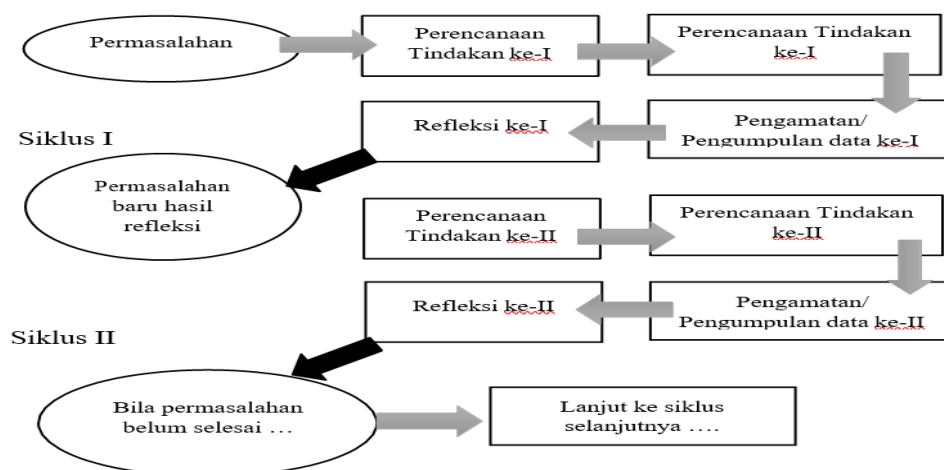 Permasalahan
Perencanaan
Tindakan ke-I
Perencanaan Tindakan
ke-I
Siklus I
Refleksi ke-I
Pengamatan/
Pengumpulan data ke-I
Permasalahan
baru hasil
refleksi
Perencanaan
Tindakan ke-II
Perencanaan Tindakan
ke-II
Siklus II
Refleksi ke-II
Pengamatan/
Pengumpulan data ke-II
Bila permasalahan
belum selesai …
Lanjut ke siklus
selanjutnya ….